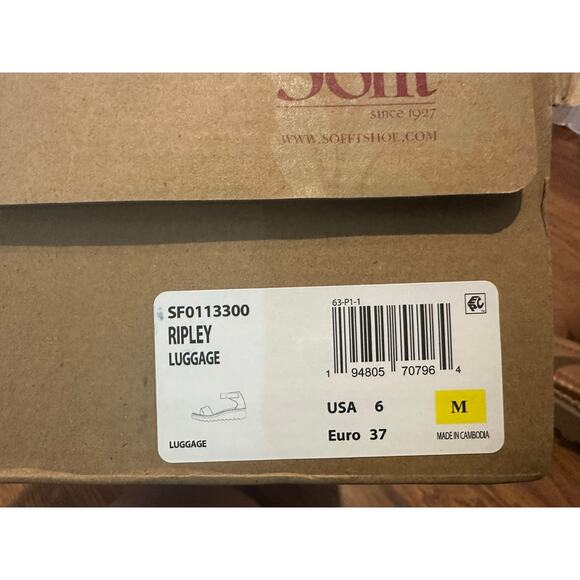 Söfft
since 1927
WWW.SOFFTSHOE.COM
SF0113300
RIPLEY
LUGGAGE
LUGGAGE
63-P1-1
1 94805 70796 4
USA 6
M
Euro 37
MADE IN CAMBODIA